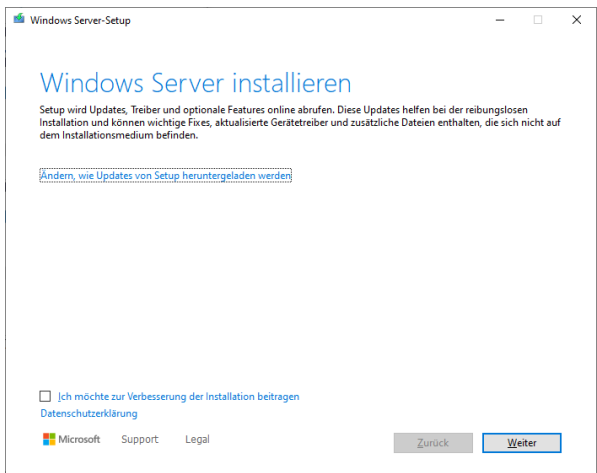 Windows Server-Setup
Windows Server installieren
Setup wird Updates, Treiber und optionale Features online abrufen. Diese Updates helfen bei der reibungslosen
Installation und können wichtige Fixes, aktualisierte Gerätetreiber und zusätzliche Dateien enthalten, die sich nicht auf
dem Installationsmedium befinden.
Ändern, wie Updates von Setup heruntergeladen werden
Ich möchte zur Verbesserung der Installation beitragen
Datenschutzerklärung
Microsoft Support Legal Zurück Weiter